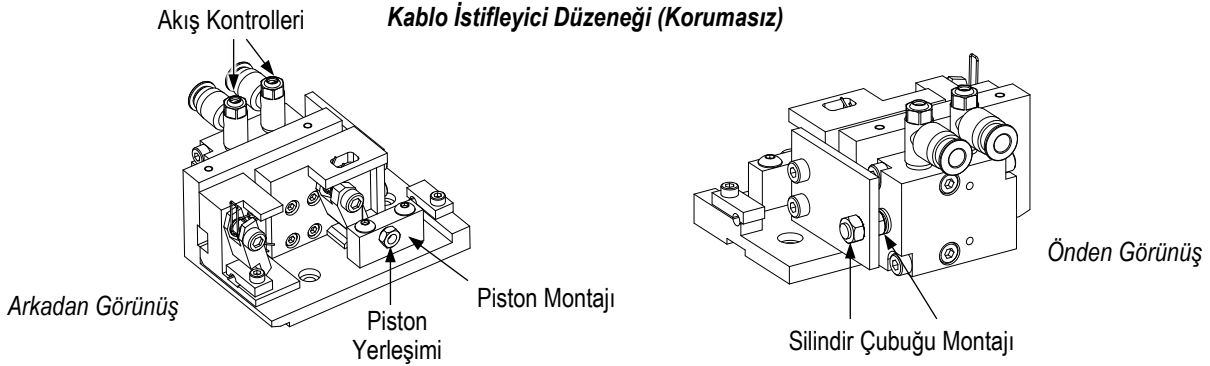 Kablo İstifleyici Düzeneği (Korumasız)
Akış Kontrolleri
Arkadan Görünüş
Piston
Yerleşimi
Piston Montajı
Önden Görünüş
Silindir Çubuğu Montajı